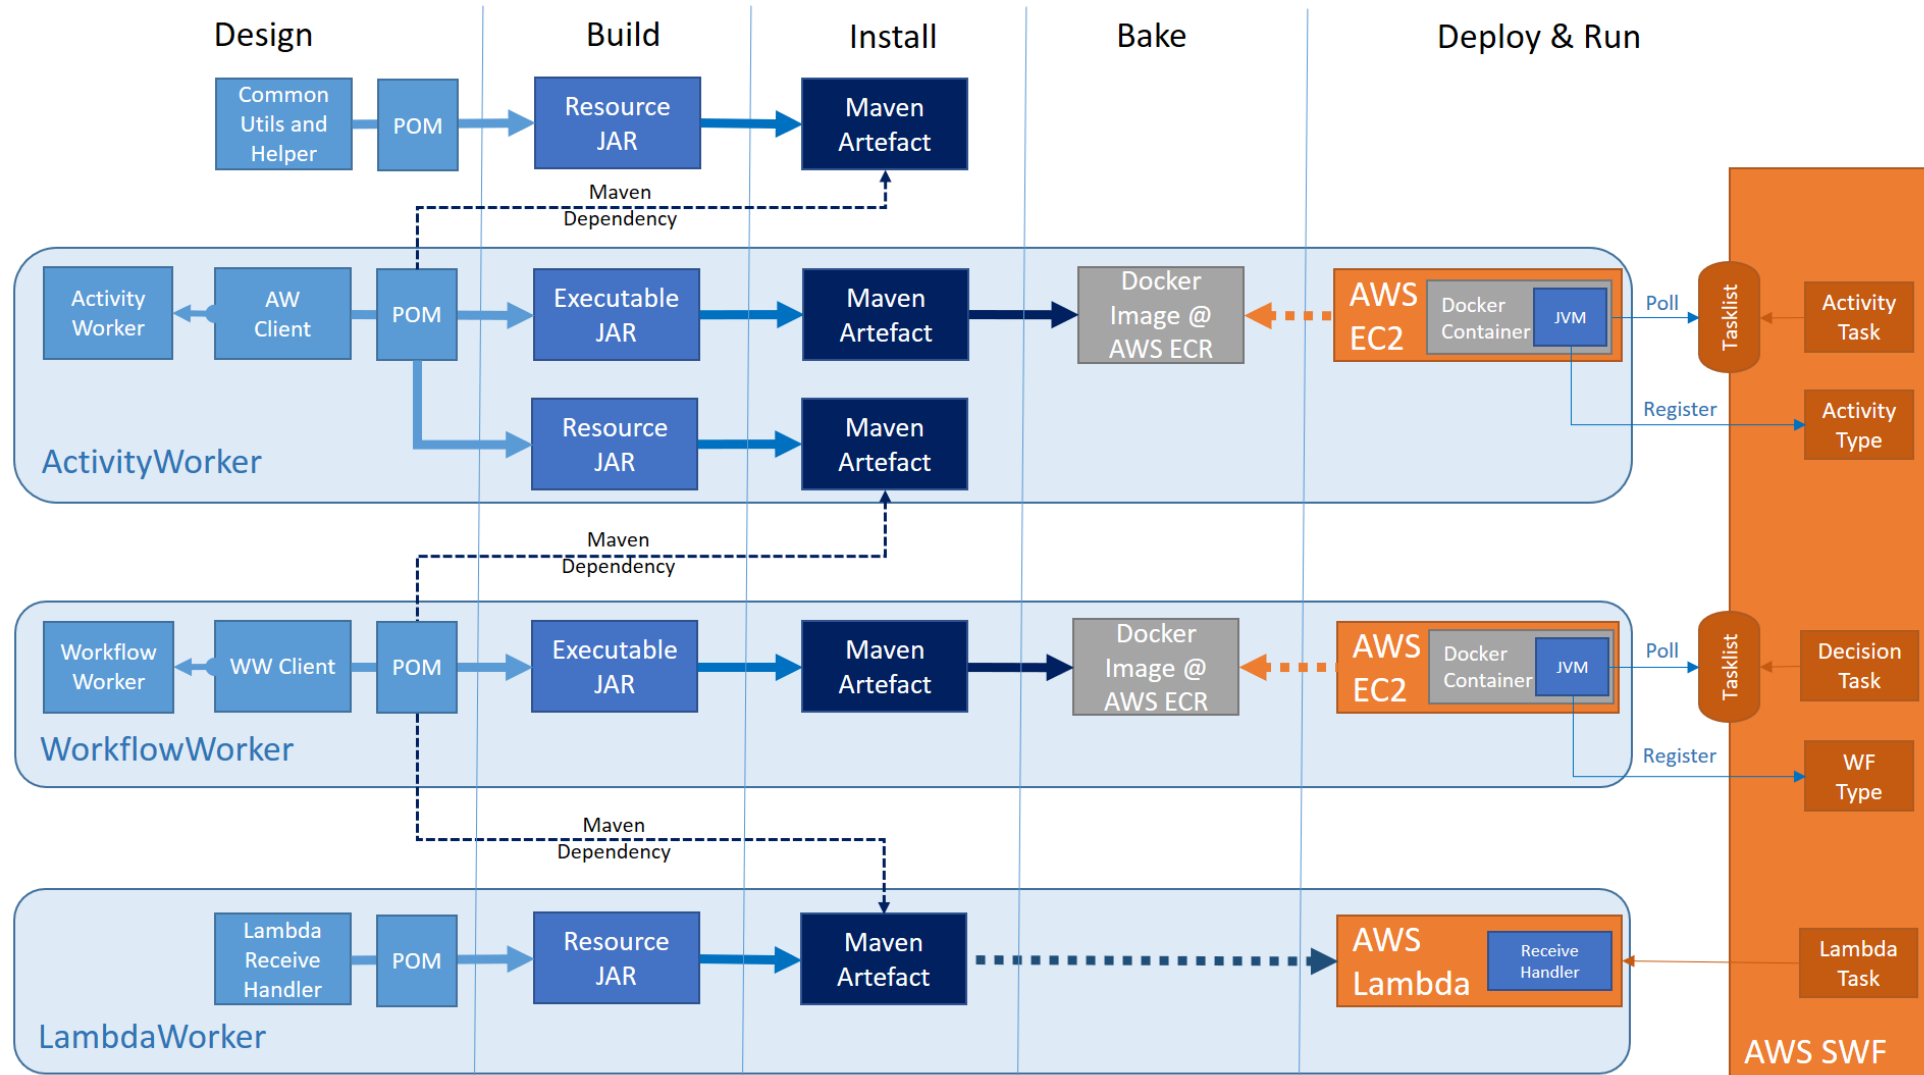 Design
Build
Install
Bake
Deploy & Run
Common
Utils and
Helper
POM
Resource
JAR
Maven
Artefact
Maven
Dependency
Activity
Worker
AW
Client
POM
Executable
JAR
Maven
Artefact
Docker
Image @
AWS ECR
AWS
EC2
Docker
Container
JVM
Poll
Tasklist
Activity
Task
Register
Activity
Type
Resource
JAR
Maven
Artefact
ActivityWorker
Maven
Dependency
Workflow
Worker
WW Client
POM
Executable
JAR
Maven
Artefact
Docker
Image @
AWS ECR
AWS
EC2
Docker
Container
JVM
Poll
Tasklist
Decision
Task
Register
WF
Type
WorkflowWorker
Maven
Dependency
Lambda
Receive
Handler
POM
Resource
JAR
Maven
Artefact
AWS
Lambda
Receive
Handler
Lambda
Task
LambdaWorker
AWS SWF